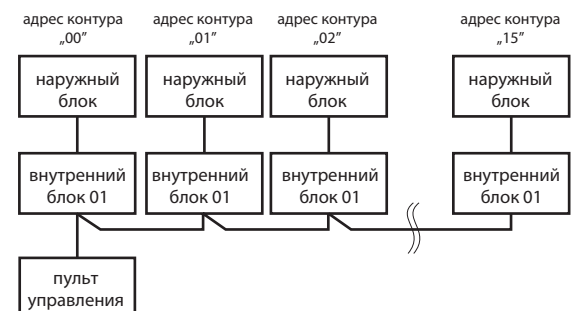 адрес контура
„00”
адрес контура
„01”
адрес контура
„02”
адрес контура
„15”
наружный
блок
наружный
блок
наружный
блок
наружный
блок
внутренний
блок 01
внутренний
блок 01
внутренний
блок 01
внутренний
блок 01
пульт
управления